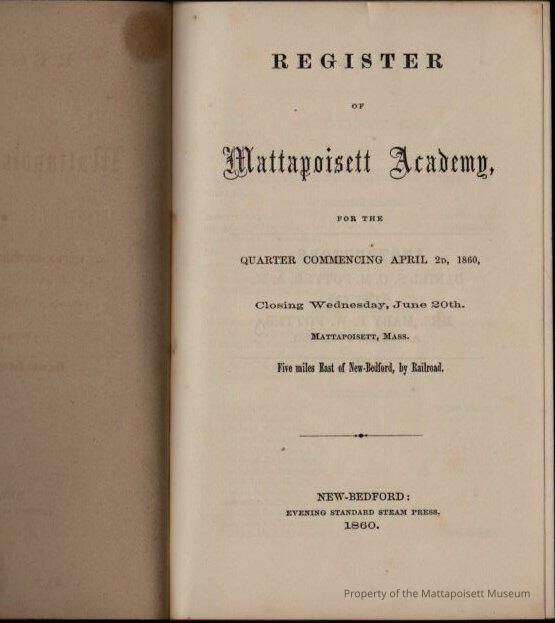 REGISTER
OF
Mattapoisett Academy,
FOR THE
QUARTER COMMENCING APRIL 2D, 1860,
Closing Wednesday, June 20th.
MATTAPOISETT, MASS.
Five miles East of New-Bedford, by Railroad.
NEW-BEDFORD:
EVENING STANDARD STEAM PRESS.
1860.
Property of the Mattapoisett Museum